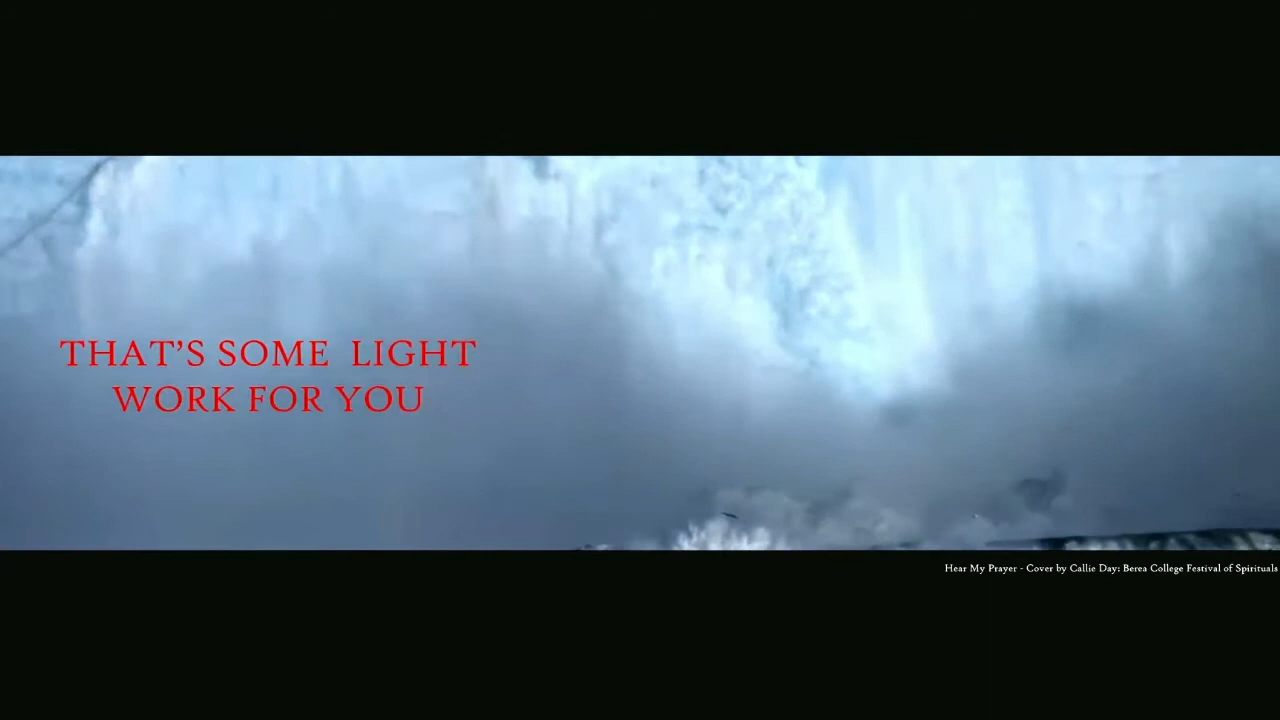 THAT'S SOME LIGHT
WORK FOR YOU
Hear My Prayer - Cover by Callie Day: Berea College Festival of Spirituals